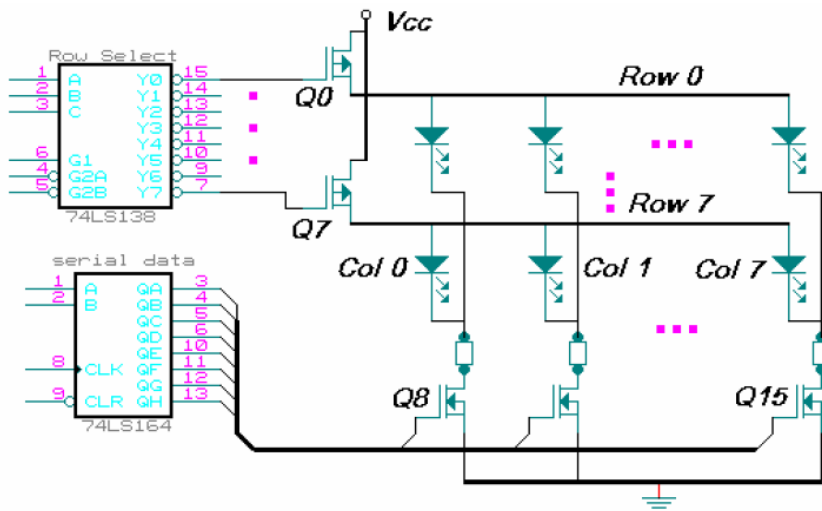 Vcc
Row Select
1 A Y0 15
2 B Y1 14
3 C Y2 13
Y3 12
Y4 11
6 G1 Y5 10
4 G2A Y6 9
5 G2B Y7 7
74LS138
Q0
Row 0
Q7
Row 7
Col 0
Col 1
Col 7
serial data
1 A QA 3
2 B QB 4
QC 5
QD 6
QE 10
8 CLK QF 11
QG 12
9 CLR QH 13
74LS164
Q8
Q15